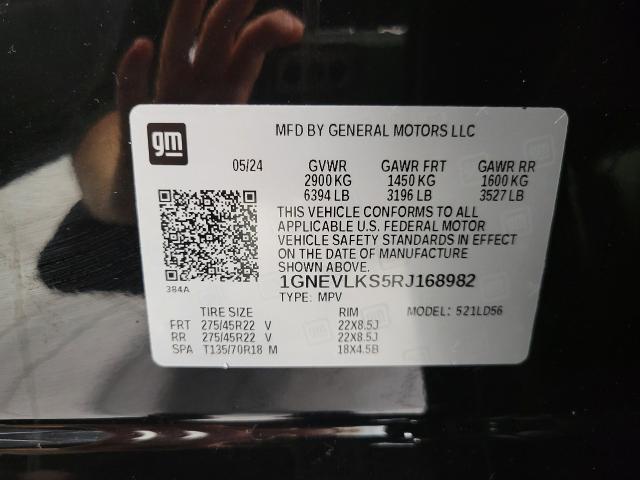 gm
MFD BY GENERAL MOTORS LLC
05/24 GVWR GAWR FRT GAWR RR
2900 KG 1450 KG 1600 KG
6394 LB 3196 LB 3527 LB
THIS VEHICLE CONFORMS TO ALL
APPLICABLE U.S. FEDERAL MOTOR
VEHICLE SAFETY STANDARDS IN EFFECT
ON THE DATE OF MANUFACTURE
SHOWN ABOVE.
384A
1GNEVLKS5RJ168982
TYPE: MPV MODEL: 521LD56
TIRE SIZE RIM
FRT 275/45R22 V 22X8.5J
RR 275/45R22 V 22X8.5J
SPA T135/70R18 M 18X4.5B